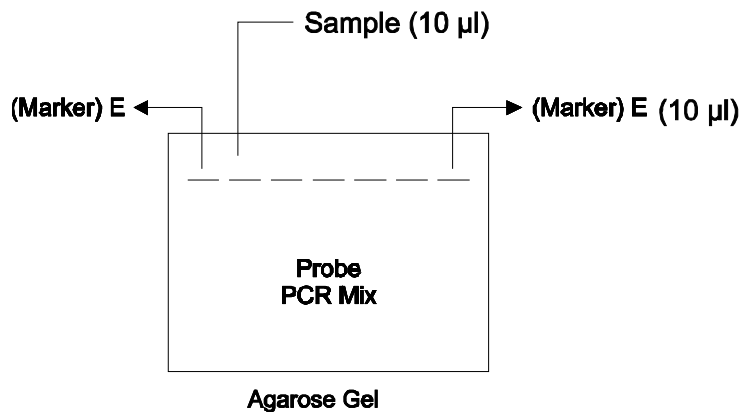 Sample (10 µl)
(Marker) E
(Marker) E (10 µl)
Probe
PCR Mix
Agarose Gel